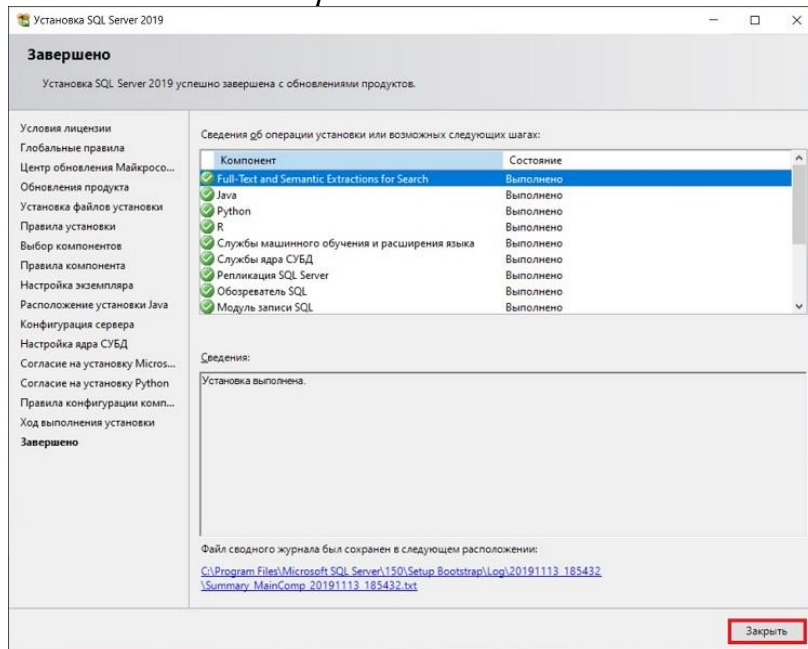 Установка SQL Server 2019
Завершено
Установка SQL Server 2019 успешно завершена с обновлениями продуктов.
Условия лицензии
Глобальные правила
Центр обновления Майкросо...
Обновления продукта
Установка файлов установки
Правила установки
Выбор компонентов
Правила компонента
Настройка экземпляра
Расположение установки Java
Конфигурация сервера
Настройка ядра СУБД
Согласие на установку Micros...
Согласие на установку Python
Правила конфигурации комп...
Ход выполнения установки
Завершено
Сведения об операции установки или возможных следующих шагах:
Компонент Состояние
Full-Text and Semantic Extractions for Search Выполнено
Java Выполнено
Python Выполнено
R Выполнено
Службы машинного обучения и расширения языка Выполнено
Службы ядра СУБД Выполнено
Репликация SQL Server Выполнено
Обозреватель SQL Выполнено
Модуль записи SQL Выполнено
Сведения:
Установка выполнена.
Файл сводного журнала был сохранен в следующем расположении:
C:\Program Files\Microsoft SQL Server\150\Setup Bootstrap\Log\20191113_185432
\Summary_MainComp_20191113_185432.txt
Закрыть